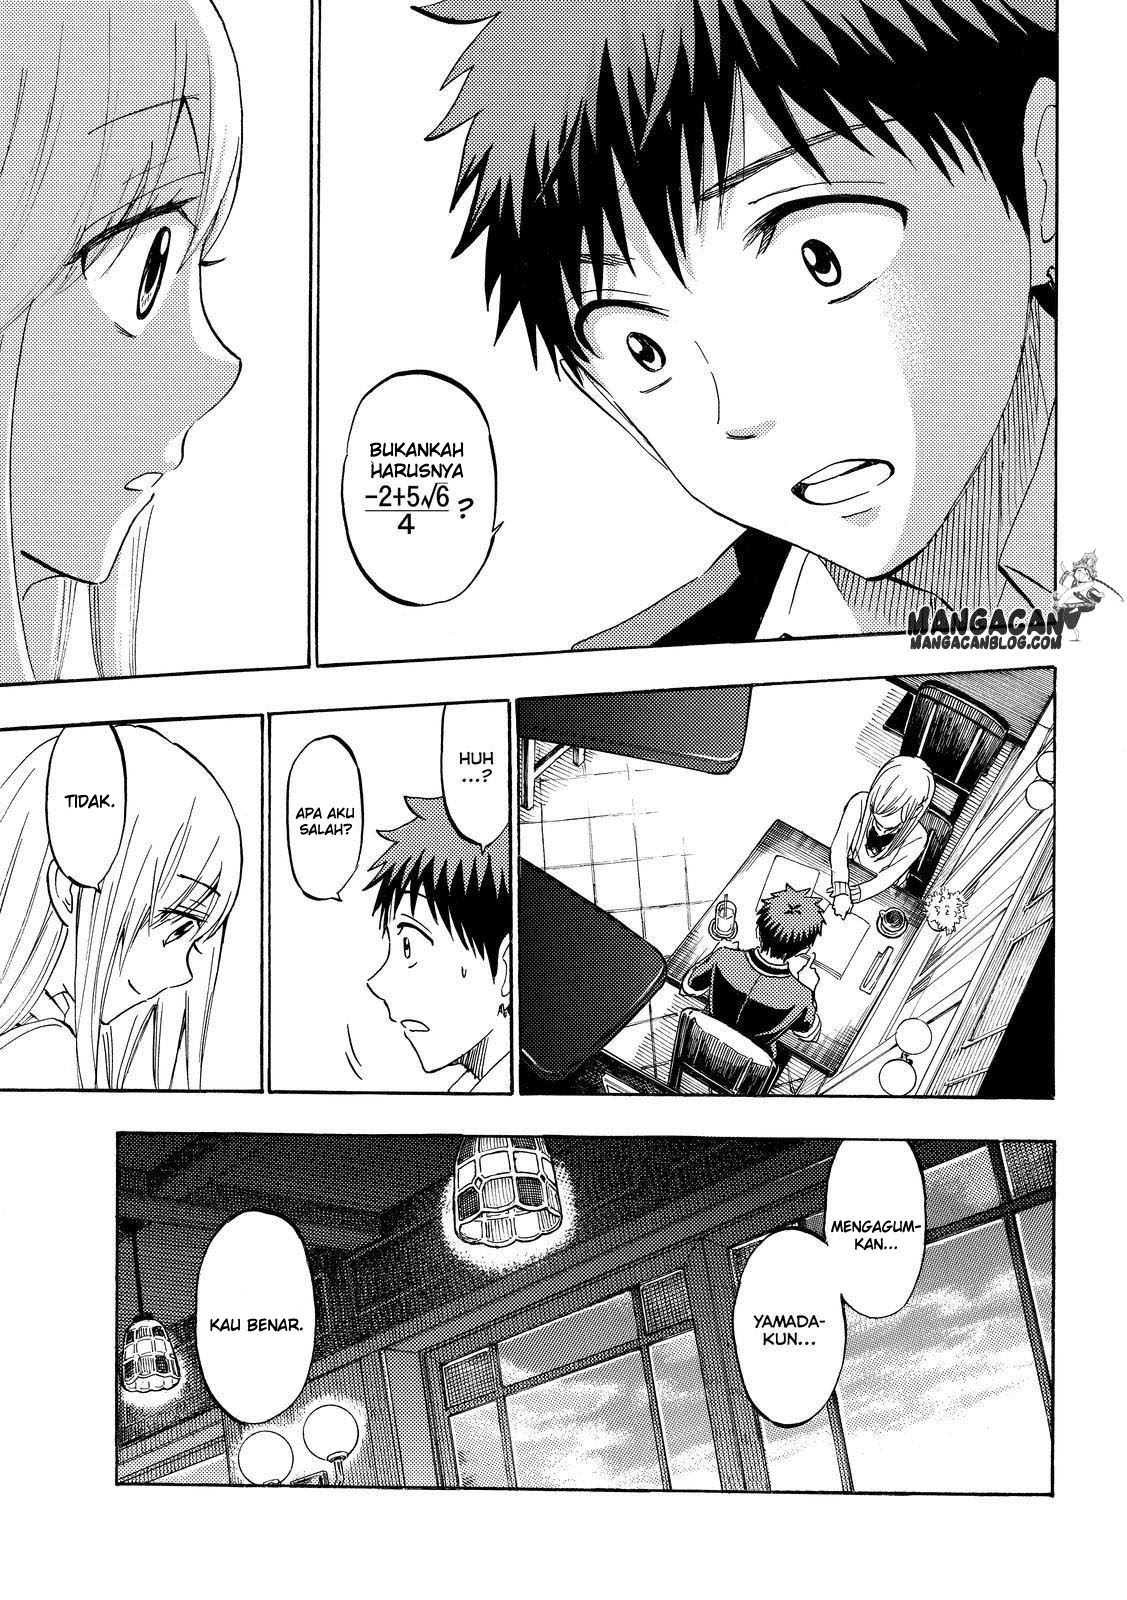 BUKANKAH
HARUSNYA
-2+5√6
4
?
MANGACAN
MANGACANBLOG.COM
HUH
...?
APA AKU
SALAH?
TIDAK.
MENGAGUM-
KAN...
YAMADA-
KUN...
KAU BENAR.